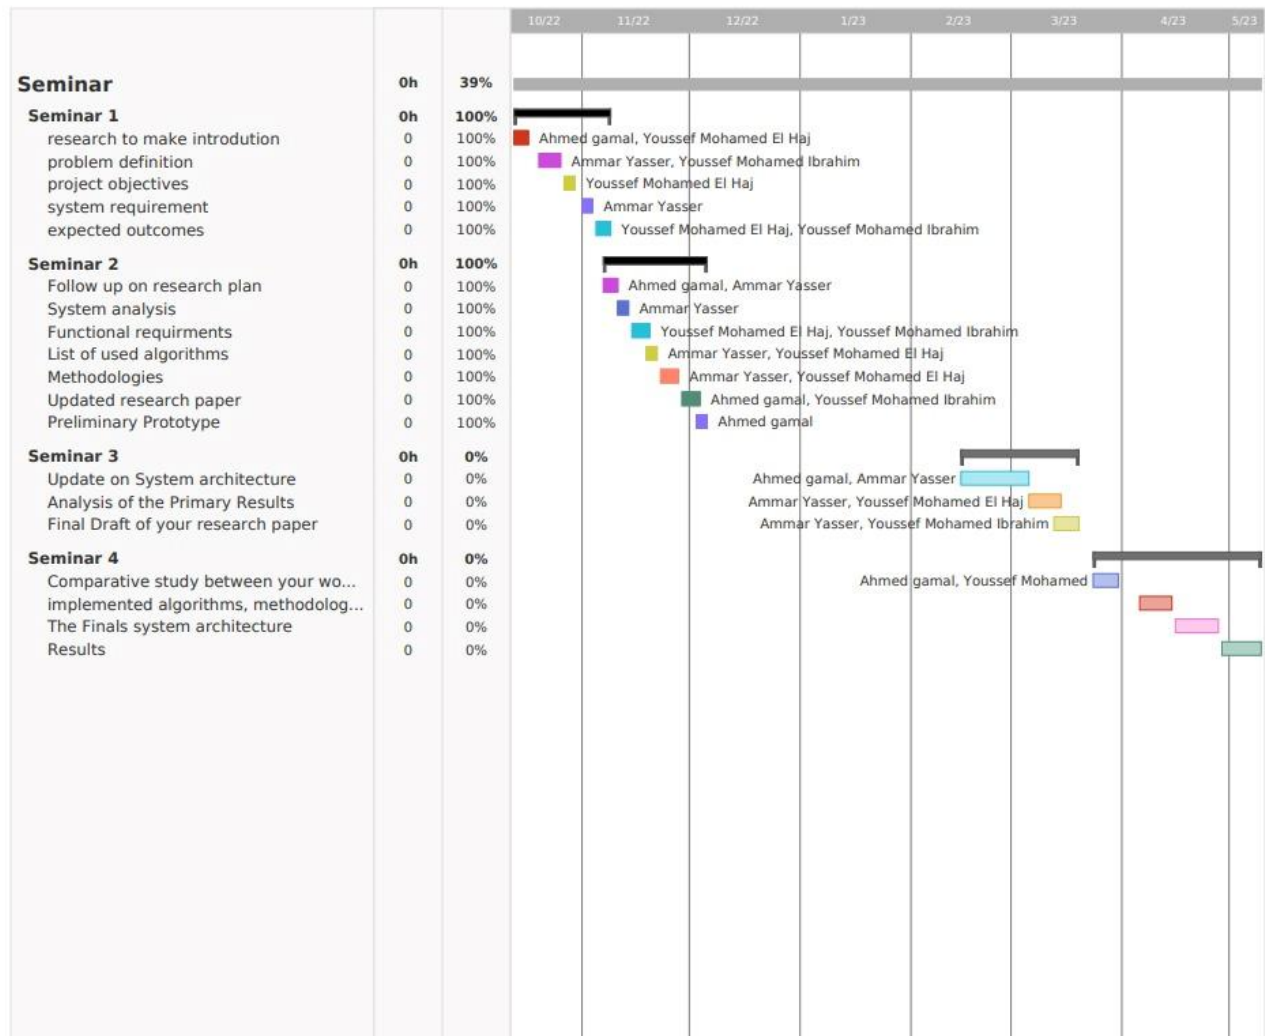 10/22 11/22 12/22 1/23 2/23 3/23 4/23 5/23
Seminar 0h 39%
Seminar 1 0h 100%
research to make introdution 0 100% Ahmed gamal, Youssef Mohamed El Haj
problem definition 0 100% Ammar Yasser, Youssef Mohamed Ibrahim
project objectives 0 100% Youssef Mohamed El Haj
system requirement 0 100% Ammar Yasser
expected outcomes 0 100% Youssef Mohamed El Haj, Youssef Mohamed Ibrahim
Seminar 2 0h 100%
Follow up on research plan 0 100% Ahmed gamal, Ammar Yasser
System analysis 0 100% Ammar Yasser
Functional requirments 0 100% Youssef Mohamed El Haj, Youssef Mohamed Ibrahim
List of used algorithms 0 100% Ammar Yasser, Youssef Mohamed El Haj
Methodologies 0 100% Ammar Yasser, Youssef Mohamed El Haj
Updated research paper 0 100% Ahmed gamal, Youssef Mohamed Ibrahim
Preliminary Prototype 0 100% Ahmed gamal
Seminar 3 0h 0%
Update on System architecture 0 0% Ahmed gamal, Ammar Yasser
Analysis of the Primary Results 0 0% Ammar Yasser, Youssef Mohamed El Haj
Final Draft of your research paper 0 0% Ammar Yasser, Youssef Mohamed Ibrahim
Seminar 4 0h 0%
Comparative study between your wo... 0 0% Ahmed gamal, Youssef Mohamed
implemented algorithms, methodolog... 0 0%
The Finals system architecture 0 0%
Results 0 0%